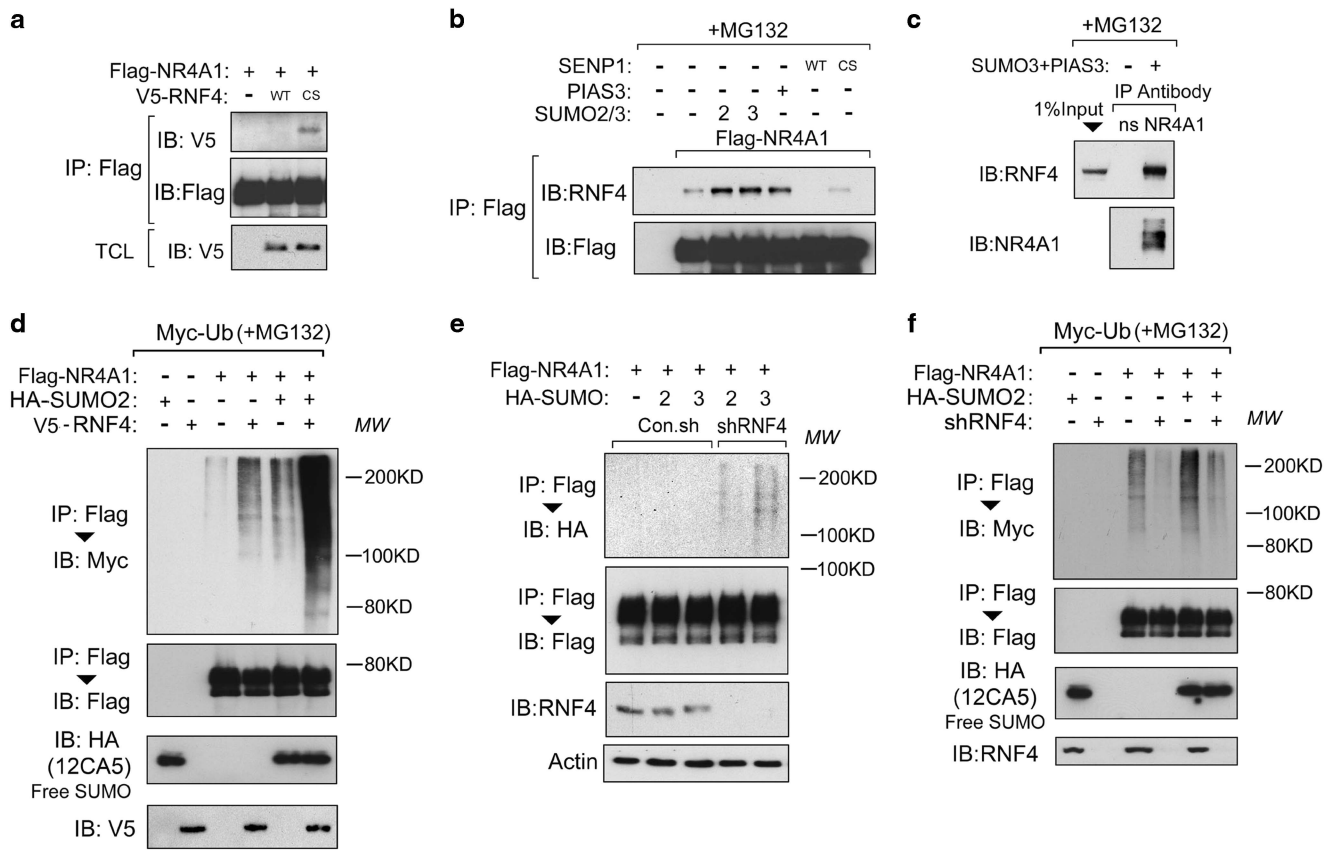 a
Flag-NR4A1: + + +
V5-RNF4: - WT CS
IP: Flag
IB: V5
IB:Flag
TCL
IB: V5
b
+MG132
SENP1: - - - - - WT CS
PIAS3: - - - - + - -
SUMO2/3: - - 2 3 - - -
Flag-NR4A1
IP: Flag
IB:RNF4
IB:Flag
c
+MG132
SUMO3+PIAS3: - +
IP Antibody
1%Input
ns NR4A1
IB:RNF4
IB:NR4A1
d
Myc-Ub (+MG132)
Flag-NR4A1: - - + + + +
HA-SUMO2: + - - - + +
V5-RNF4: - + - + - +
MW
IP: Flag
IB: Myc
200KD
100KD
80KD
IP: Flag
IB: Flag
80KD
IB: HA
(12CA5)
Free SUMO
IB: V5
e
Flag-NR4A1: + + + + +
HA-SUMO: - 2 3 2 3
Con.sh shRNF4
MW
IP: Flag
IB: HA
200KD
100KD
IP: Flag
IB: Flag
100KD
IB:RNF4
Actin
f
Myc-Ub (+MG132)
Flag-NR4A1: - - + + + +
HA-SUMO2: + - - - + +
shRNF4: - + - + - +
MW
IP: Flag
IB: Myc
200KD
100KD
80KD
IP: Flag
IB: Flag
80KD
IB: HA
(12CA5)
Free SUMO
IB:RNF4